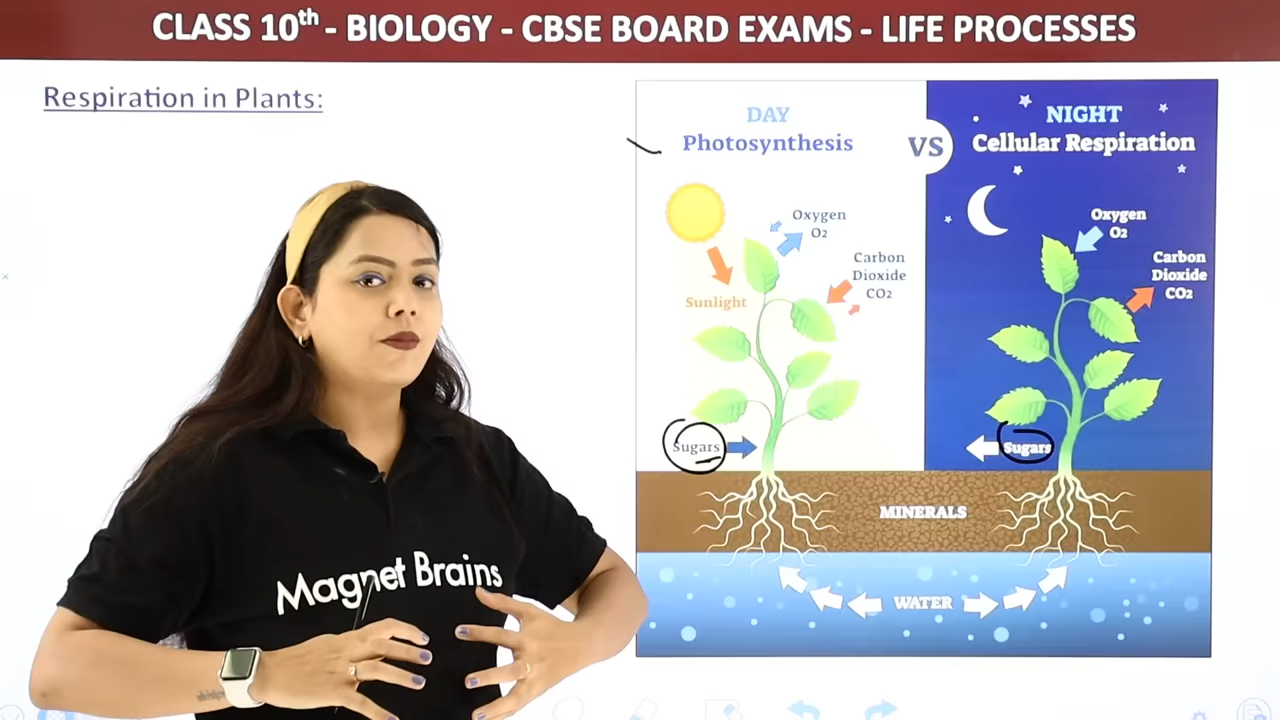 CLASS 10th - BIOLOGY - CBSE BOARD EXAMS - LIFE PROCESSES
Respiration in Plants:
DAY
Photosynthesis
VS
NIGHT
Cellular Respiration
Oxygen
O2
Carbon
Dioxide
CO2
Sunlight
Sugars
Oxygen
O2
Carbon
Dioxide
CO2
Sugars
MINERALS
WATER
Magnet Brains